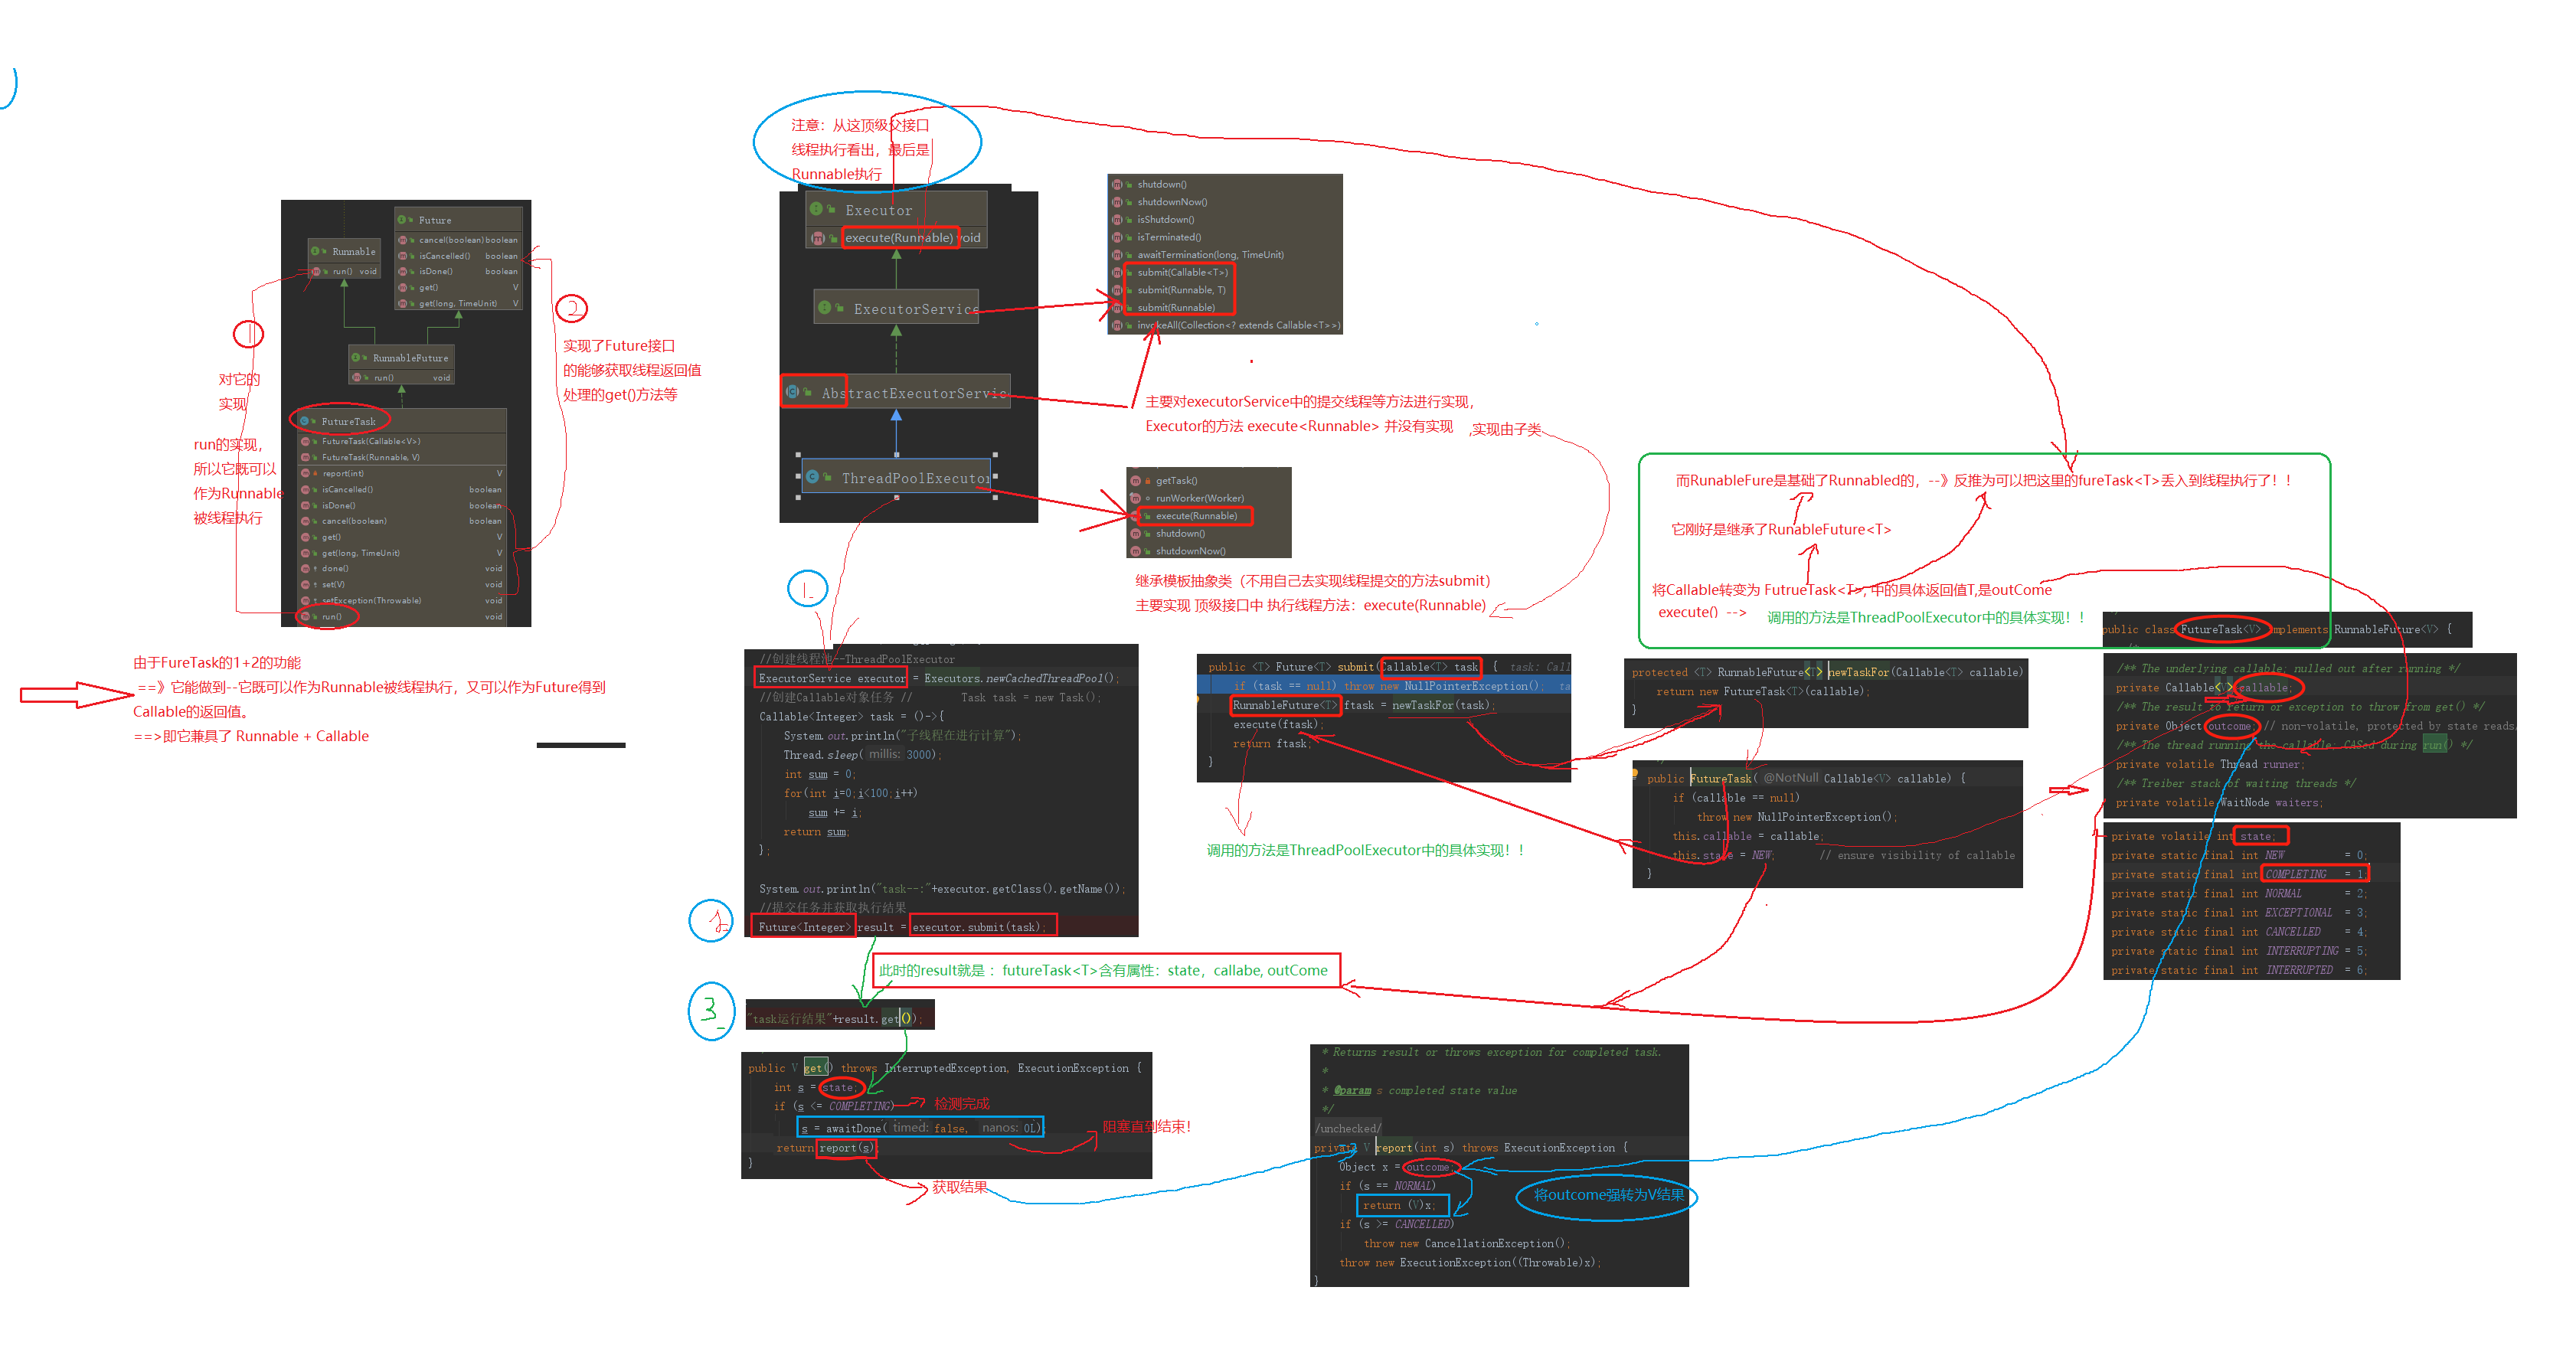 Future
cancel(boolean) boolean
isCancelled() boolean
isDone() boolean
get() V
get(long, TimeUnit) V
Runnable
run() void
RunnableFuture
run() void
FutureTask
FutureTask(Callable<V>)
FutureTask(Runnable, V)
report(int) V
isCancelled() boolean
isDone() boolean
cancel(boolean) boolean
get() V
get(long, TimeUnit) V
done() void
set(V) void
setException(Throwable) void
run() void
1
对它的
实现
run的实现，
所以它既可以
作为Runnable
被线程执行
2
实现了Future接口
的能够获取线程返回值
处理的get()方法等
由于FureTask的1+2的功能
==》它能做到--它既可以作为Runnable被线程执行，又可以作为Future得到
Callable的返回值。
==>即它兼具了 Runnable + Callable
注意：从这顶级父接口
线程执行看出，最后是
Runnable执行
Executor
execute(Runnable) void
ExecutorService
AbstractExecutorServic
ThreadPoolExecutor
shutdown()
shutdownNow()
isShutdown()
isTerminated()
awaitTermination(long, TimeUnit)
submit(Callable<T>)
submit(Runnable, T)
submit(Runnable)
invokeAll(Collection<? extends Callable<T>>)
主要对executorService中的提交线程等方法进行实现，
Executor的方法 execute<Runnable> 并没有实现 ,实现由子类
getTask()
runWorker(Worker)
execute(Runnable)
shutdown()
shutdownNow()
继承模板抽象类（不用自己去实现线程提交的方法submit）
主要实现 顶级接口中 执行线程方法：execute(Runnable)
而RunableFure是基础了Runnabled的，--》反推为可以把这里的fureTask<T>丢入到线程执行了！！
它刚好是继承了RunableFuture<T>
将Callable转变为 FutrueTask<T>, 中的具体返回值T,是outCome
execute() --> 调用的方法是ThreadPoolExecutor中的具体实现！！
1.
//创建线程池--ThreadPoolExecutor
ExecutorService executor = Executors.newCachedThreadPool();
//创建Callable对象任务 // Task task = new Task();
Callable<Integer> task = ()->{
System.out.println("子线程在进行计算");
Thread.sleep( millis: 3000);
int sum = 0;
for(int i=0;i<100;i++)
sum += i;
return sum;
};
System.out.println("task--:"+executor.getClass().getName());
//提交任务并获取执行结果
Future<Integer> result = executor.submit(task);
public <T> Future<T> submit(Callable<T> task) { task: Call
if (task == null) throw new NullPointerException(); ta
RunnableFuture<T> ftask = newTaskFor(task);
execute(ftask);
return ftask;
}
调用的方法是ThreadPoolExecutor中的具体实现！！
protected <T> RunnableFuture<T> newTaskFor(Callable<T> callable)
return new FutureTask<T>(callable);
}
public FutureTask( @NotNull Callable<V> callable) {
if (callable == null)
throw new NullPointerException();
this.callable = callable;
this.state = NEW; // ensure visibility of callable
}
public class FutureTask<V> implements RunnableFuture<V> {
/** The underlying callable; nulled out after running */
private Callable<V> callable;
/** The result to return or exception to throw from get() */
private Object outcome; // non-volatile, protected by state reads/
/** The thread running the callable; CASed during run() */
private volatile Thread runner;
/** Treiber stack of waiting threads */
private volatile WaitNode waiters;
private volatile int state;
private static final int NEW = 0;
private static final int COMPLETING = 1;
private static final int NORMAL = 2;
private static final int EXCEPTIONAL = 3;
private static final int CANCELLED = 4;
private static final int INTERRUPTING = 5;
private static final int INTERRUPTED = 6;
此时的result就是 ：futureTask<T>含有属性：state，callabe, outCome
3
"task运行结果"+result.get());
public V get() throws InterruptedException, ExecutionException {
int s = state;
if (s <= COMPLETING) 检测完成
s = awaitDone( timed: false, nanos: 0L);
阻塞直到结束！
return report(s);
}
获取结果
* Returns result or throws exception for completed task.
*
* @param s completed state value
*/
/unchecked/
private V report(int s) throws ExecutionException {
Object x = outcome;
if (s == NORMAL)
return (V)x;
if (s >= CANCELLED)
throw new CancellationException();
throw new ExecutionException((Throwable)x);
}
将outcome强转为V结果